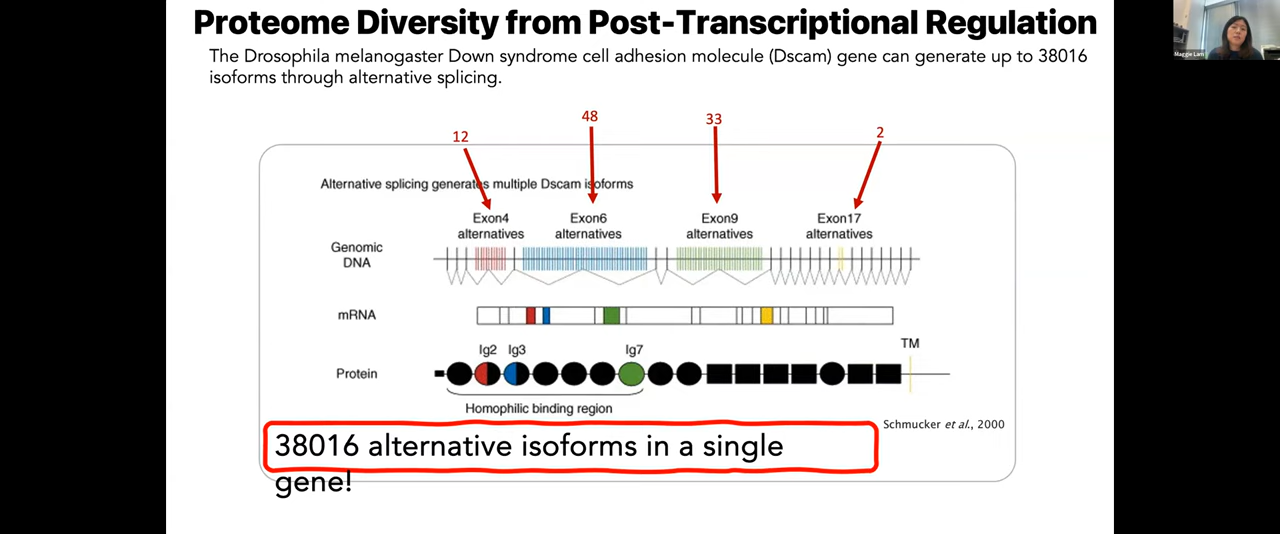 Proteome Diversity from Post-Transcriptional Regulation
The Drosophila melanogaster Down syndrome cell adhesion molecule (Dscam) gene can generate up to 38016
isoforms through alternative splicing.
Maggie Lam
12
48
33
2
Alternative splicing generates multiple Dscam isoforms
Exon4
alternatives
Exon6
alternatives
Exon9
alternatives
Exon17
alternatives
Genomic
DNA
mRNA
Ig2
Ig3
Ig7
TM
Protein
Homophilic binding region
Schmucker et al., 2000
38016 alternative isoforms in a single
gene!